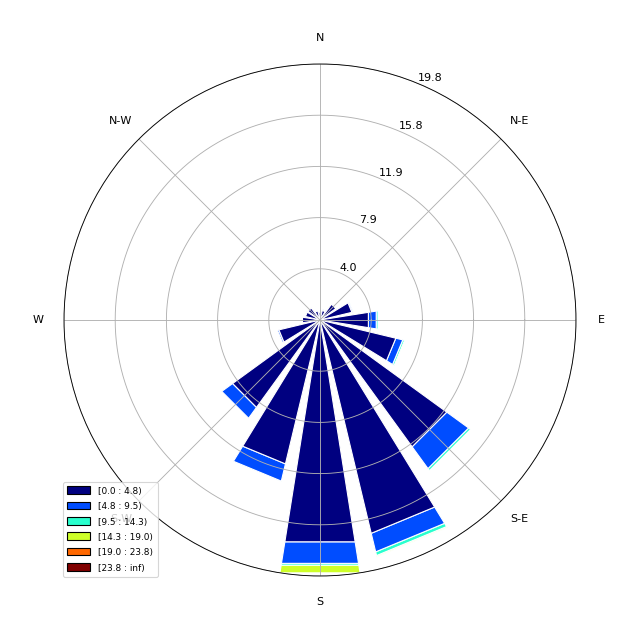 N
19.8
N-W
N-E
15.8
11.9
7.9
4.0
W
E
[0.0 : 4.8)
[4.8 : 9.5)
[9.5 : 14.3)
[14.3 : 19.0)
[19.0 : 23.8)
[23.8 : inf)
S-W
S-E
S